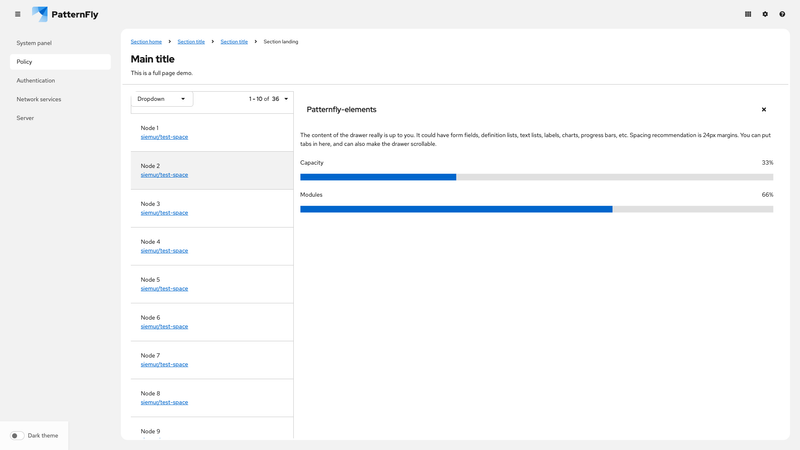 PatternFly
System panel
Policy
Authentication
Network services
Server
Dark theme
Section home > Section title > Section title > Section landing
Main title
This is a full page demo.
Dropdown
1 - 10 of 36
Node 1
siemur/test-space
Node 2
siemur/test-space
Node 3
siemur/test-space
Node 4
siemur/test-space
Node 5
siemur/test-space
Node 6
siemur/test-space
Node 7
siemur/test-space
Node 8
siemur/test-space
Node 9
Patternfly-elements
The content of the drawer really is up to you. It could have form fields, definition lists, text lists, labels, charts, progress bars, etc. Spacing recommendation is 24px margins. You can put
tabs in here, and can also make the drawer scrollable.
Capacity 33%
Modules 66%